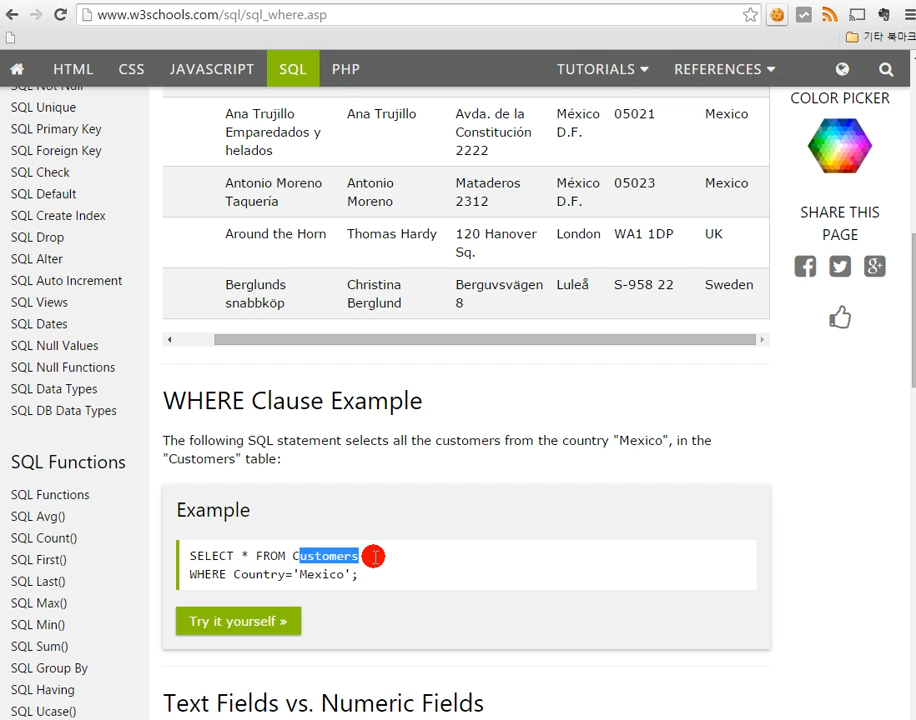 www.w3schools.com/sql/sql_where.asp
기타 북마크
HTML CSS JAVASCRIPT SQL PHP TUTORIALS REFERENCES
SQL Not Null
SQL Unique
SQL Primary Key
SQL Foreign Key
SQL Check
SQL Default
SQL Create Index
SQL Drop
SQL Alter
SQL Auto Increment
SQL Views
SQL Dates
SQL Null Values
SQL Null Functions
SQL Data Types
SQL DB Data Types
SQL Functions
SQL Functions
SQL Avg()
SQL Count()
SQL First()
SQL Last()
SQL Max()
SQL Min()
SQL Sum()
SQL Group By
SQL Having
SQL Ucase()
Ana Trujillo Ana Trujillo Avda. de la México 05021 Mexico
Emparedados y Constitución D.F.
helados 2222
Antonio Moreno Antonio Mataderos México 05023 Mexico
Taquería Moreno 2312 D.F.
Around the Horn Thomas Hardy 120 Hanover London WA1 1DP UK
Sq.
Berglunds Christina Berguvsvägen Luleå S-958 22 Sweden
snabbköp Berglund 8
WHERE Clause Example
The following SQL statement selects all the customers from the country "Mexico", in the
"Customers" table:
Example
SELECT * FROM Customers
WHERE Country='Mexico';
Try it yourself »
Text Fields vs. Numeric Fields
COLOR PICKER
SHARE THIS
PAGE